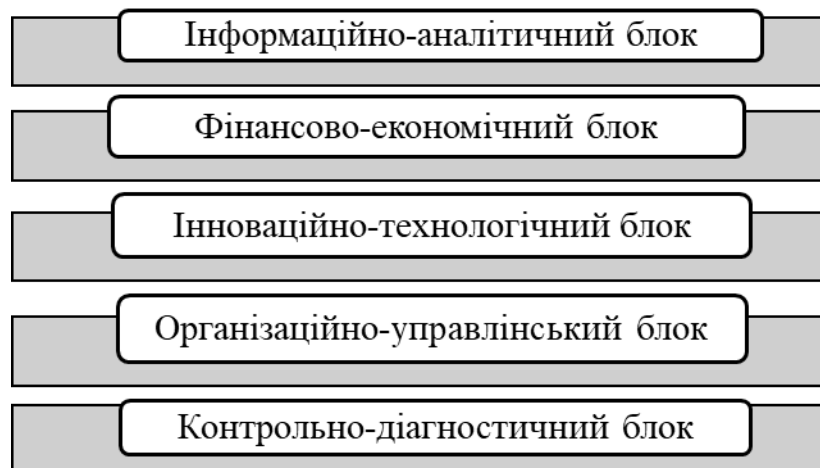 Інформаційно-аналітичний блок
Фінансово-економічний блок
Інноваційно-технологічний блок
Організаційно-управлінський блок
Контрольно-діагностичний блок